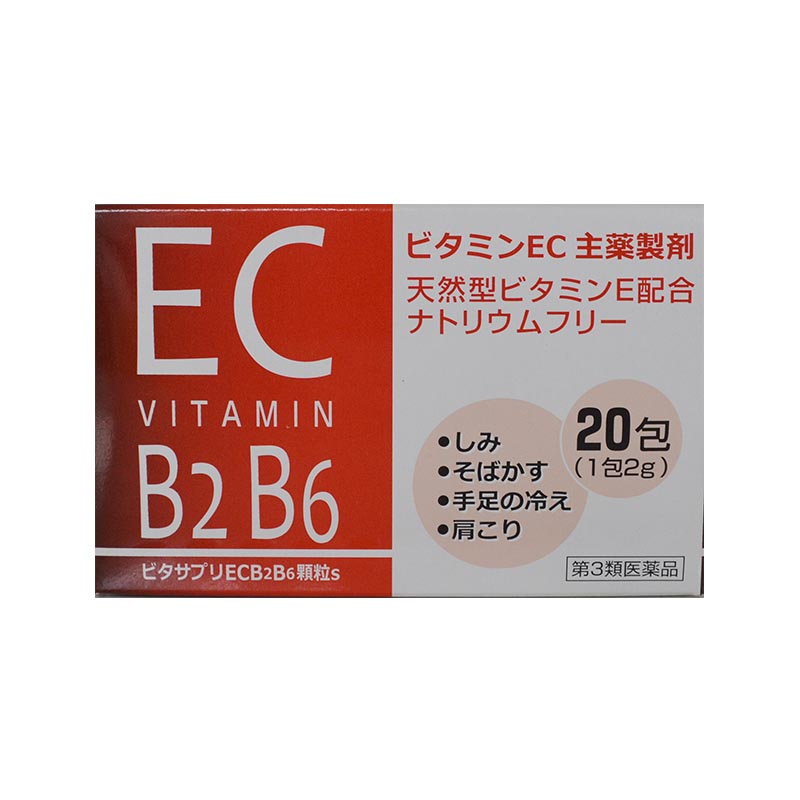 EC
VITAMIN
B2 B6
ビタサプリECB2B6顆粒s
ビタミンEC 主薬製剤
天然型ビタミンE配合
ナトリウムフリー
•しみ
•そばかす
•手足の冷え
•肩こり
20包
(1包2g)
第3類医薬品